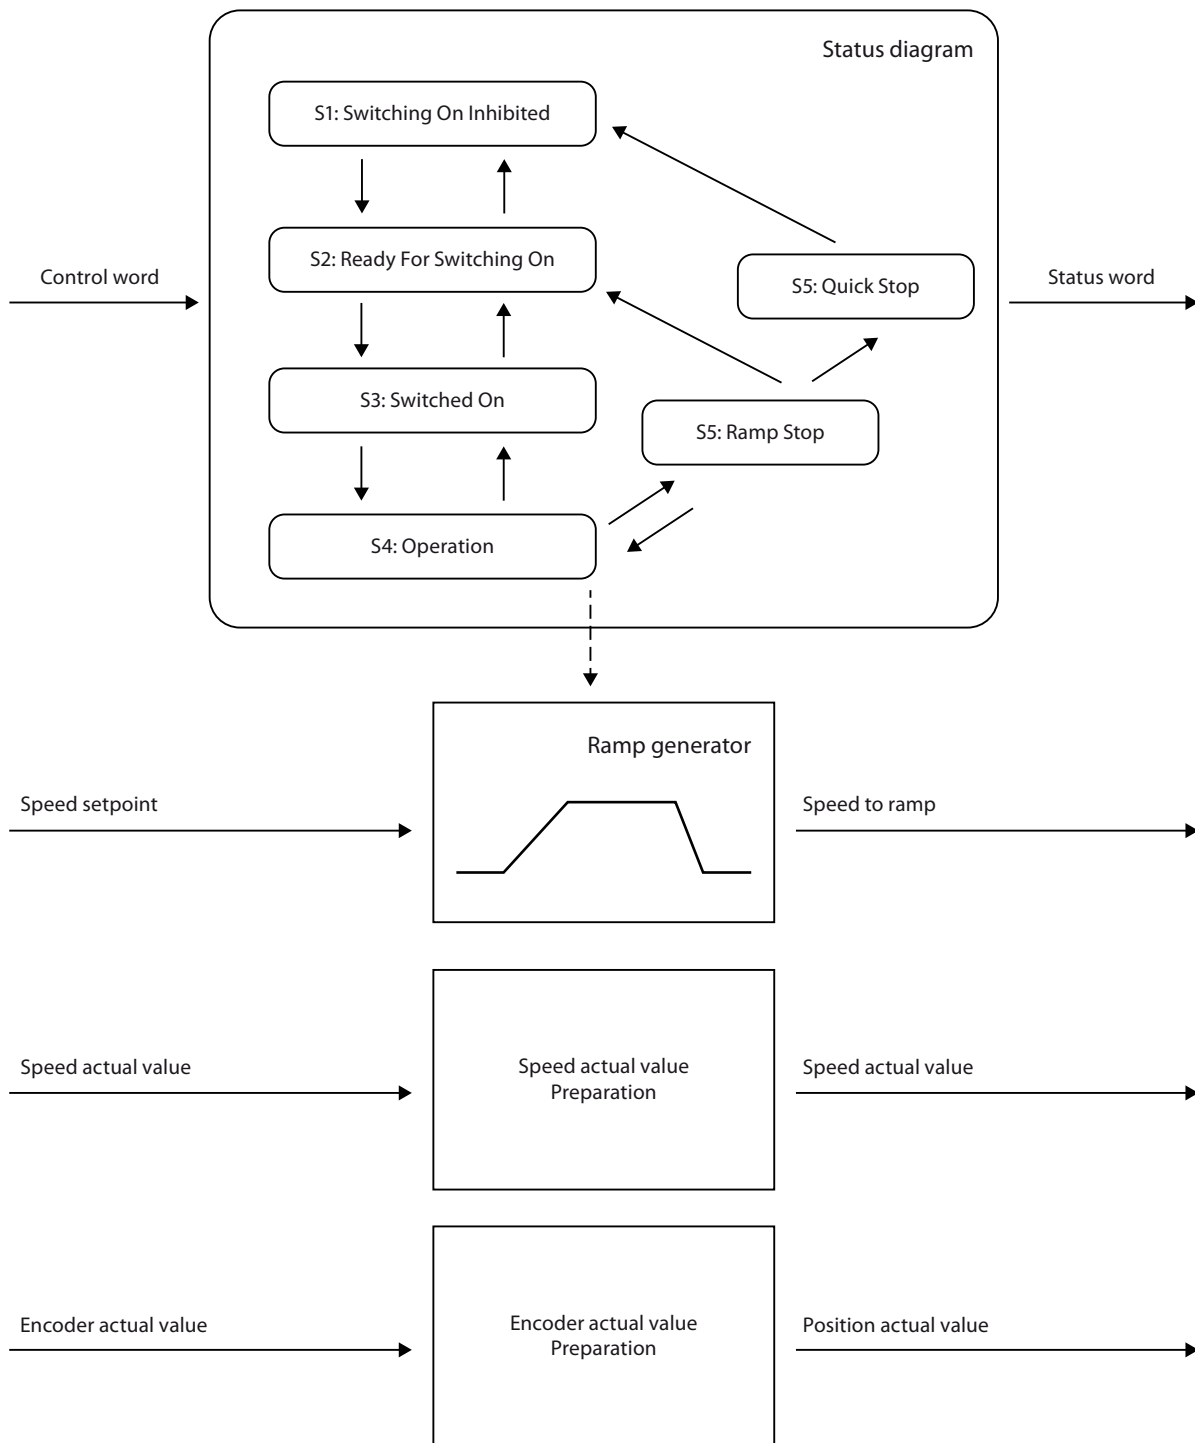 Status diagram
S1: Switching On Inhibited
S2: Ready For Switching On
Control word
S5: Quick Stop
Status word
S3: Switched On
S5: Ramp Stop
S4: Operation
Ramp generator
Speed setpoint
Speed to ramp
Speed actual value
Speed actual value
Preparation
Speed actual value
Encoder actual value
Encoder actual value
Preparation
Position actual value